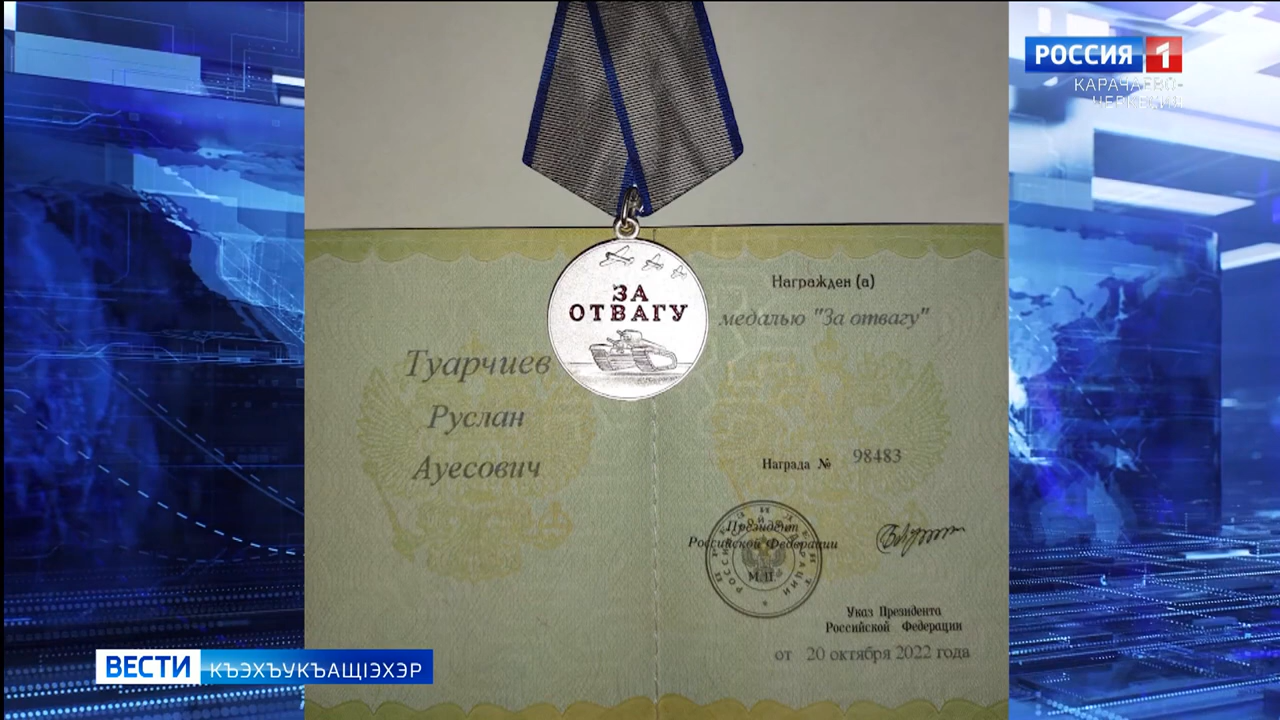 РОССИЯ 1
КАРАЧАЕВО-
ЧЕРКЕСИЯ
ЗА
ОТВАГУ
Туарчиев
Руслан
Ауесович
Награжден (а)
медалью "За отвагу"
Награда № 98483
Президент
Российской Федерации
М.П.
Указ Президента
Российской Федерации
от 20 октября 2022 года
ВЕСТИ КЪЭХЪУКЪАЩІЭХЭР